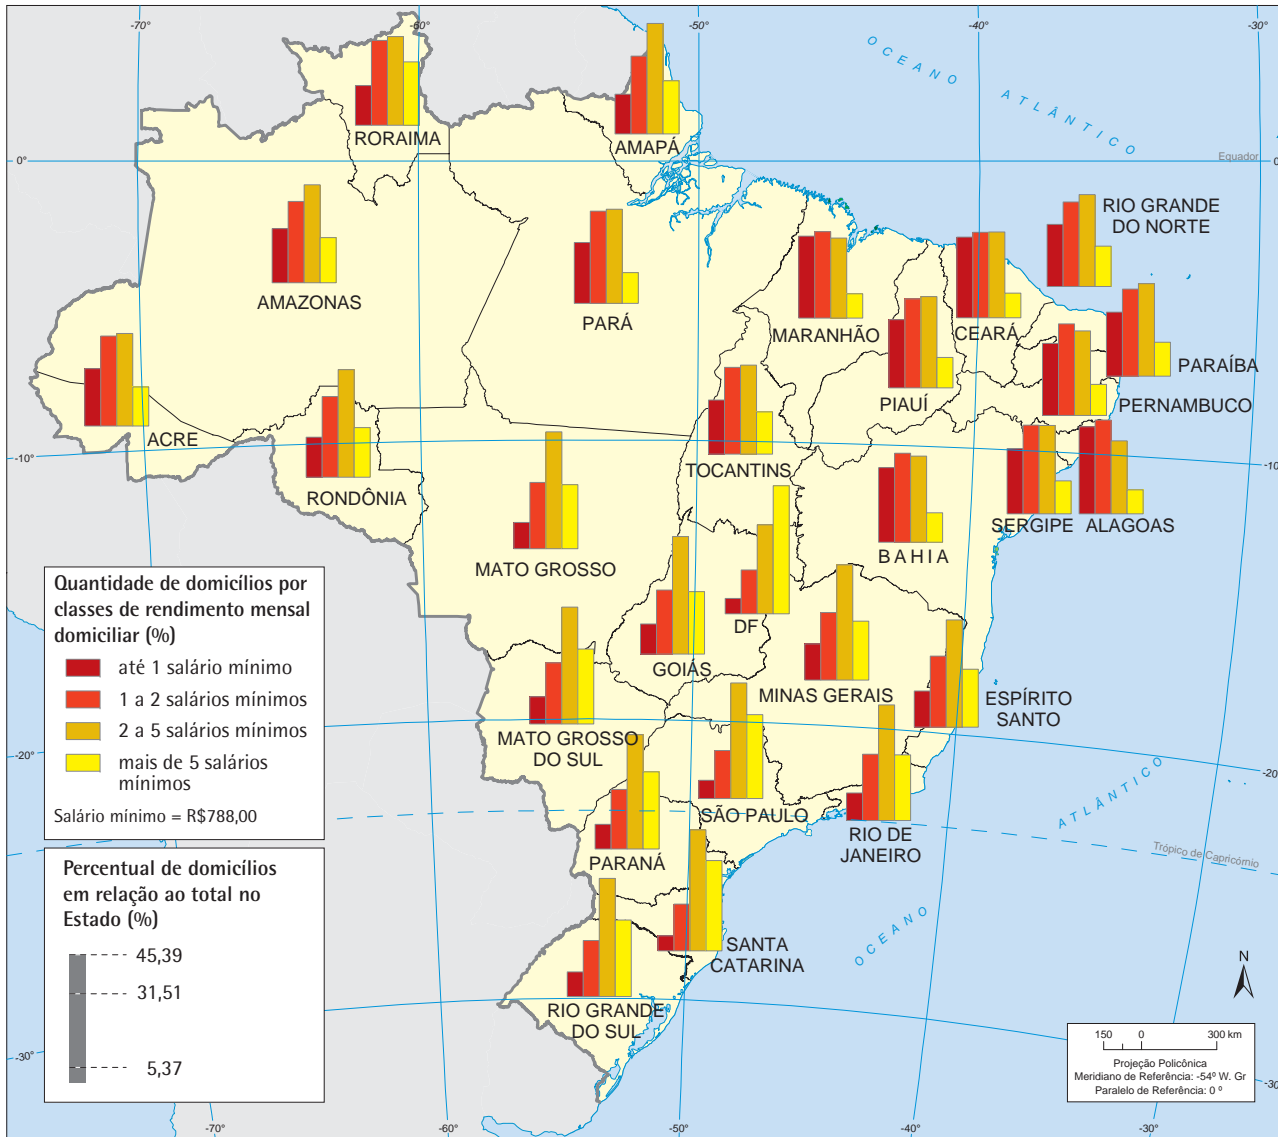 -70°
-60°
-50°
-40°
-30°
OCEANO ATLÂNTICO
RORAIMA
AMAPÁ
0°
Equador
0°
RIO GRANDE
DO NORTE
AMAZONAS
PARÁ
MARANHÃO
CEARÁ
PARAÍBA
PIAUÍ
PERNAMBUCO
ACRE
-10°
RONDÔNIA
TOCANTINS
-10°
SERGIPE
ALAGOAS
BAHIA
MATO GROSSO
DF
GOIÁS
MINAS GERAIS
ESPÍRITO
SANTO
MATO GROSSO
DO SUL
-20°
-20°
SÃO PAULO
RIO DE
JANEIRO
PARANÁ
Trópico de Capricórnio
OCEANO
ATLÂNTICO
SANTA
CATARINA
RIO GRANDE
DO SUL
-30°
-30°
Quantidade de domicílios por
classes de rendimento mensal
domiciliar (%)
até 1 salário mínimo
1 a 2 salários mínimos
2 a 5 salários mínimos
mais de 5 salários
mínimos
Salário mínimo = R$788,00
Percentual de domicílios
em relação ao total no
Estado (%)
45,39
31,51
5,37
N
150 0 300 km
Projeção Policônica
Meridiano de Referência: -54º W. Gr
Paralelo de Referência: 0 º
-70°
-60°
-50°
-40°
-30°